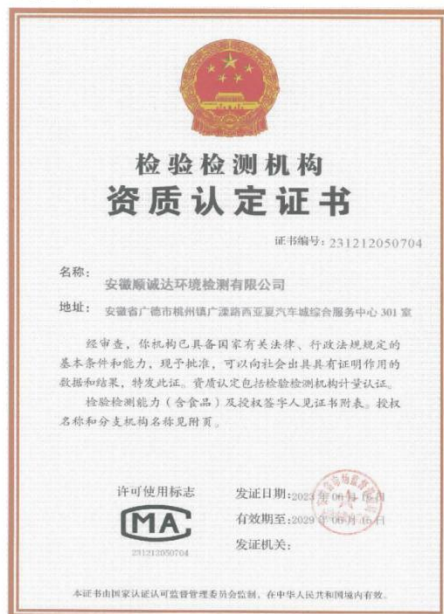 检验检测机构
资质认定证书
证书编号: 231212050704
名称:
安徽顺诚达环境检测有限公司
地址:
安徽省广德市桃州镇广溧路西亚夏汽车城综合服务中心 301 室
经审查，你机构已具备国家有关法律、行政法规规定的
基本条件和能力，现予批准，可以向社会出具具有证明作用的
数据和结果，特发此证。资质认定包括检验检测机构计量认证。
检验检测能力（含食品）及授权签字人见证书附表。授权
名称和分支机构名称见附页。
许可使用标志
MA
231212050704
发证日期: 2023 年
有效期至: 2029 年
发证机关:
本证书由国家认证认可监督管理委员会监制，在中华人民共和国境内有效。